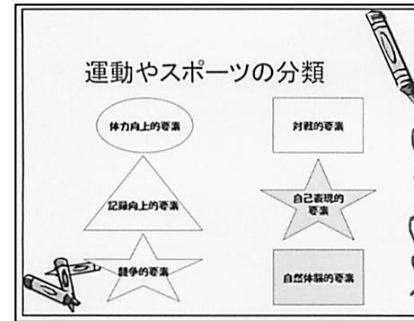 運動やスポーツの分類
体力向上的要素
対戦的要素
記録向上的要素
自己表現的
要素
競争的要素
自然体験的要素